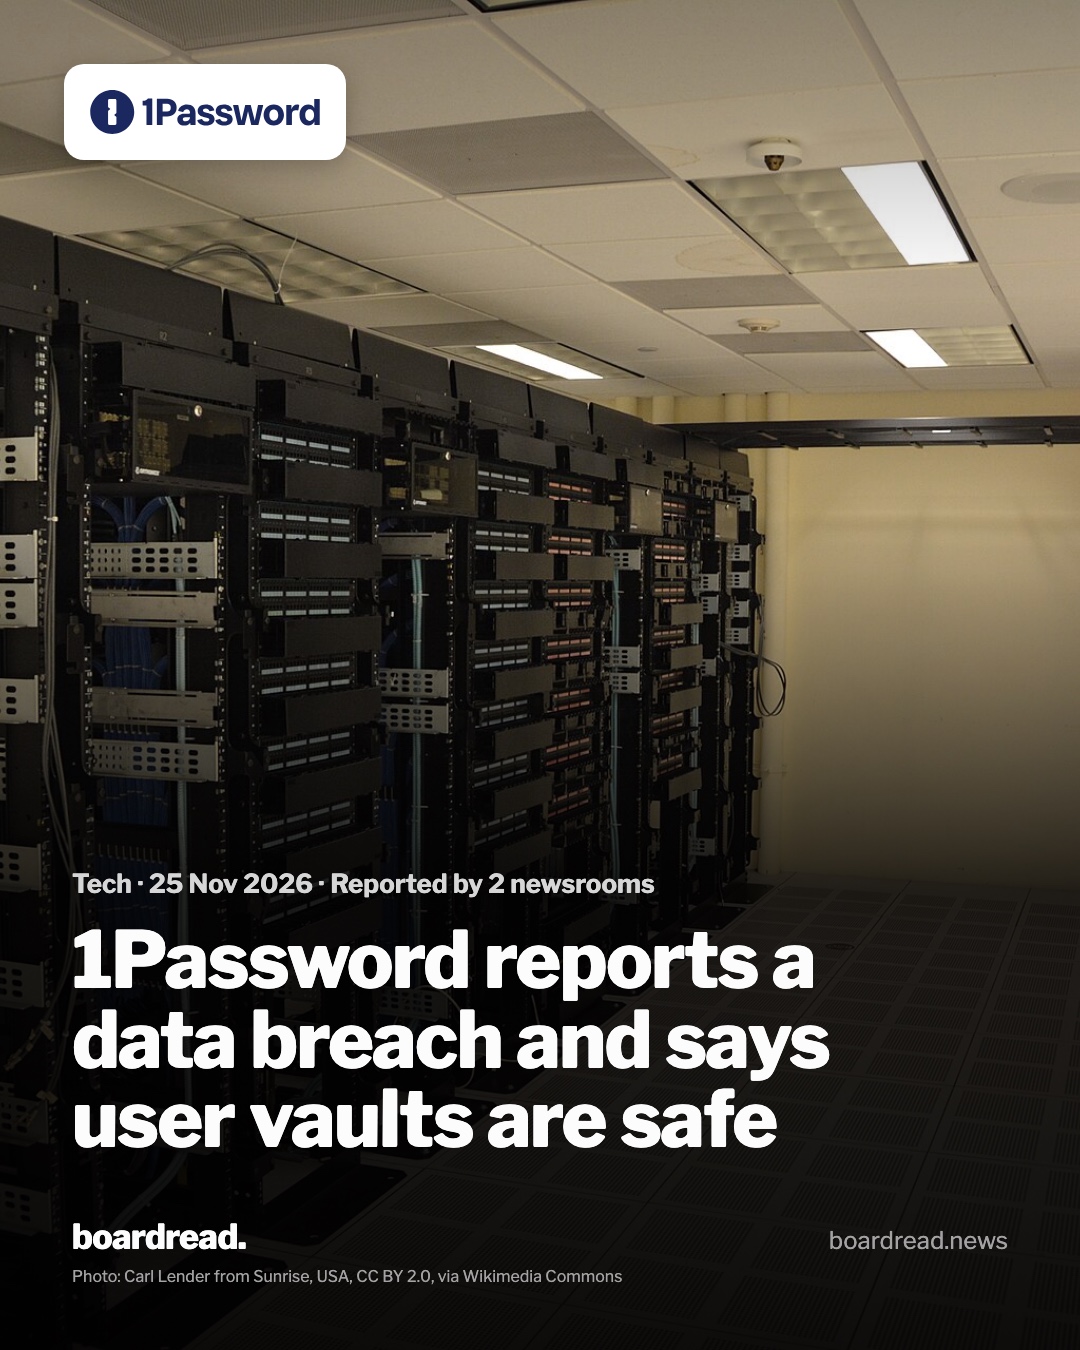 1Password
Tech · 25 Nov 2026 · Reported by 2 newsrooms
1Password reports a
data breach and says
user vaults are safe
boardread.
boardread.news
Photo: Carl Lender from Sunrise, USA, CC BY 2.0, via Wikimedia Commons